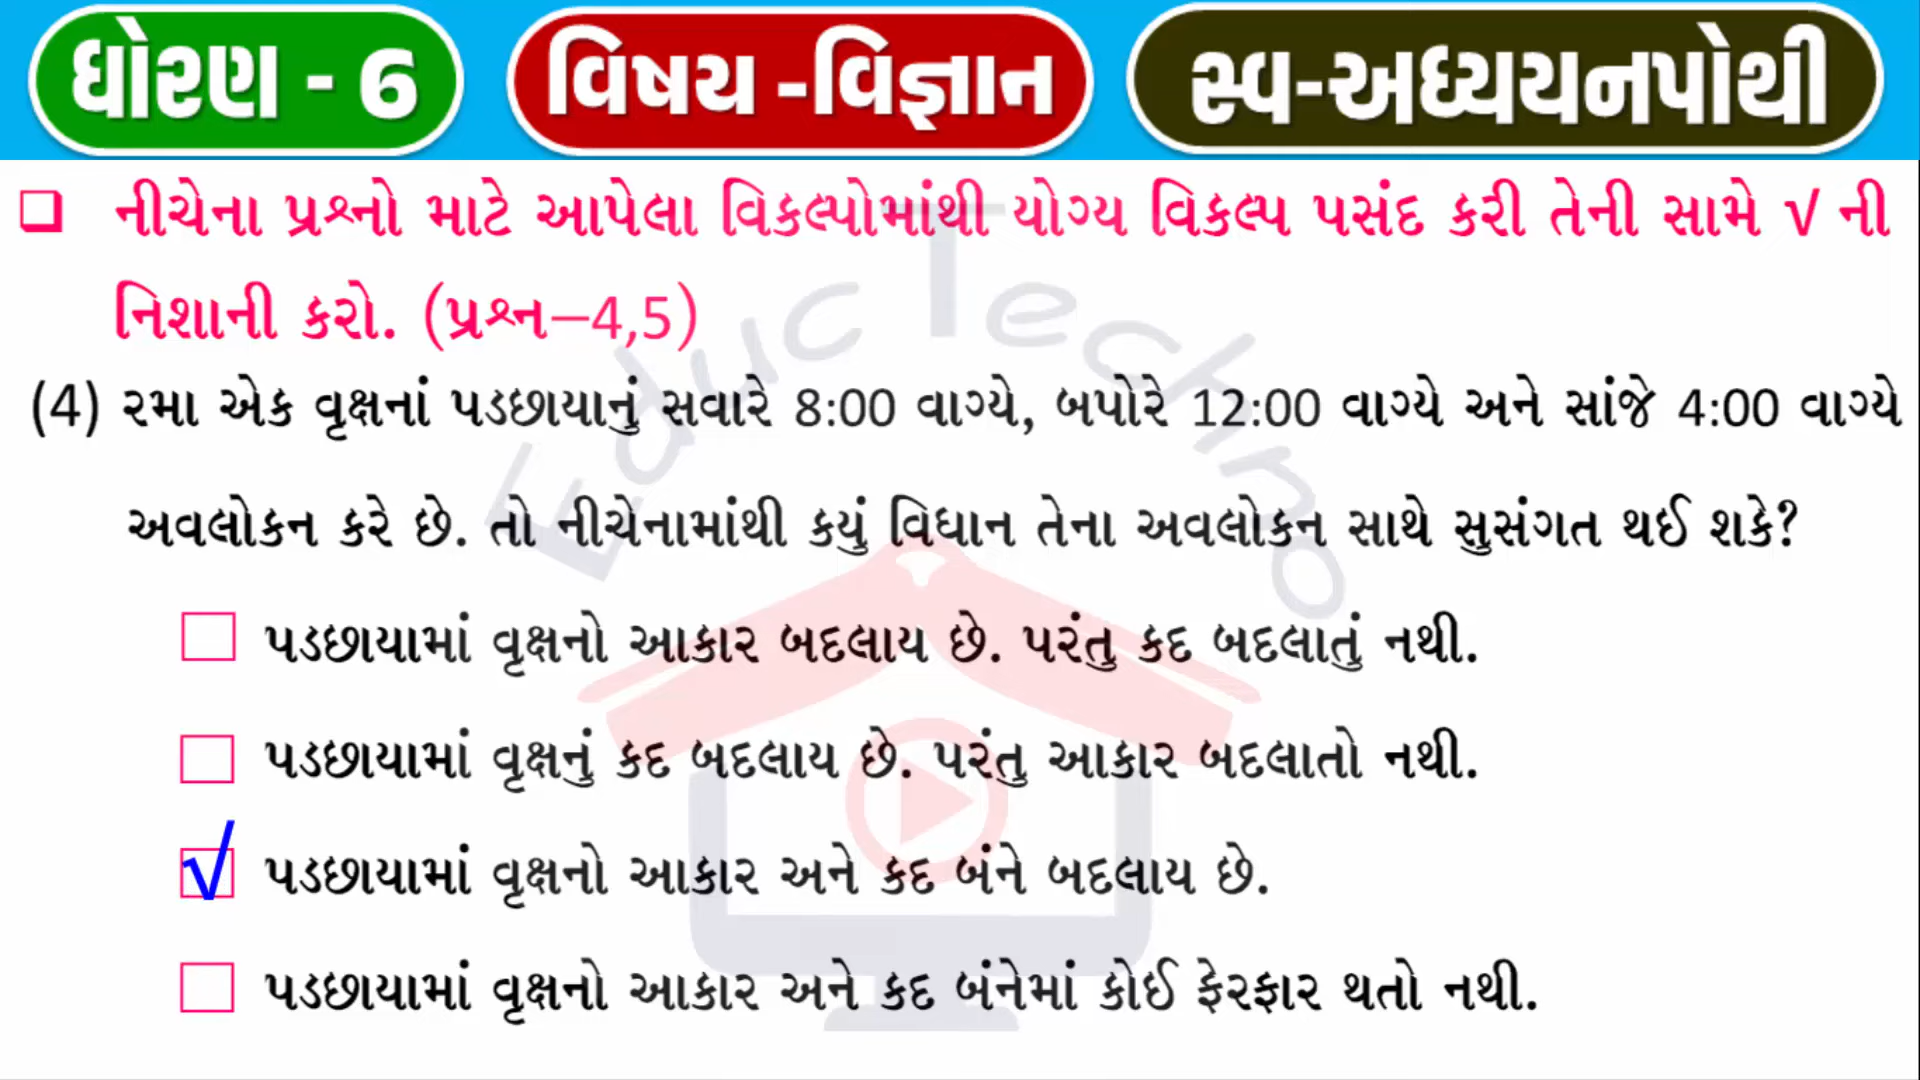 ધોરણ - 6
વિષય -વિજ્ઞાન
સ્વ-અધ્યયનપોથી
❑ નીચેના પ્રશ્નો માટે આપેલા વિકલ્પોમાંથી યોગ્ય વિકલ્પ પસંદ કરી તેની સામે √ ની
નિશાની કરો. (પ્રશ્ન–4,5)
(4) રમા એક વૃક્ષનાં પડછાયાનું સવારે 8:00 વાગ્યે, બપોરે 12:00 વાગ્યે અને સાંજે 4:00 વાગ્યે
અવલોકન કરે છે. તો નીચેનામાંથી કયું વિધાન તેના અવલોકન સાથે સુસંગત થઈ શકે?
પડછાયામાં વૃક્ષનો આકાર બદલાય છે. પરંતુ કદ બદલાતું નથી.
પડછાયામાં વૃક્ષનું કદ બદલાય છે. પરંતુ આકાર બદલાતો નથી.
√ પડછાયામાં વૃક્ષનો આકાર અને કદ બંને બદલાય છે.
પડછાયામાં વૃક્ષનો આકાર અને કદ બંનેમાં કોઈ ફેરફાર થતો નથી.
Educ Techno